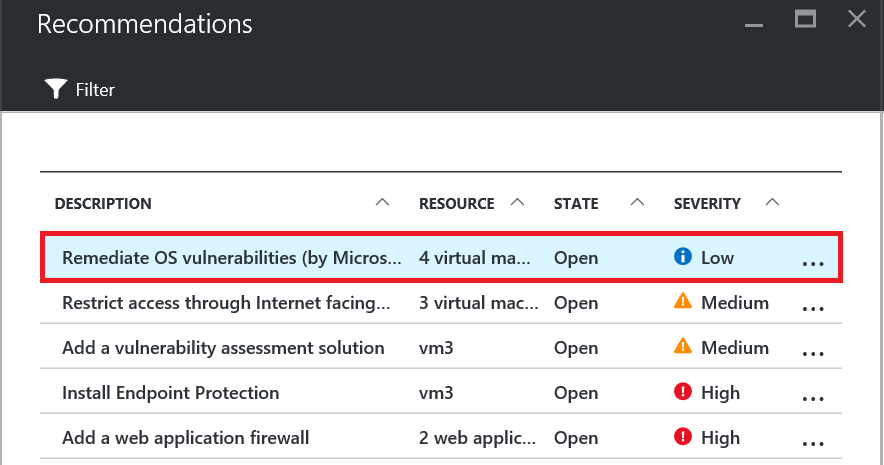 Recommendations
Filter
DESCRIPTION RESOURCE STATE SEVERITY
Remediate OS vulnerabilities (by Micros... 4 virtual ma... Open Low ...
Restrict access through Internet facing... 3 virtual mac... Open Medium ...
Add a vulnerability assessment solution vm3 Open Medium ...
Install Endpoint Protection vm3 Open High ...
Add a web application firewall 2 web applic... Open High ...